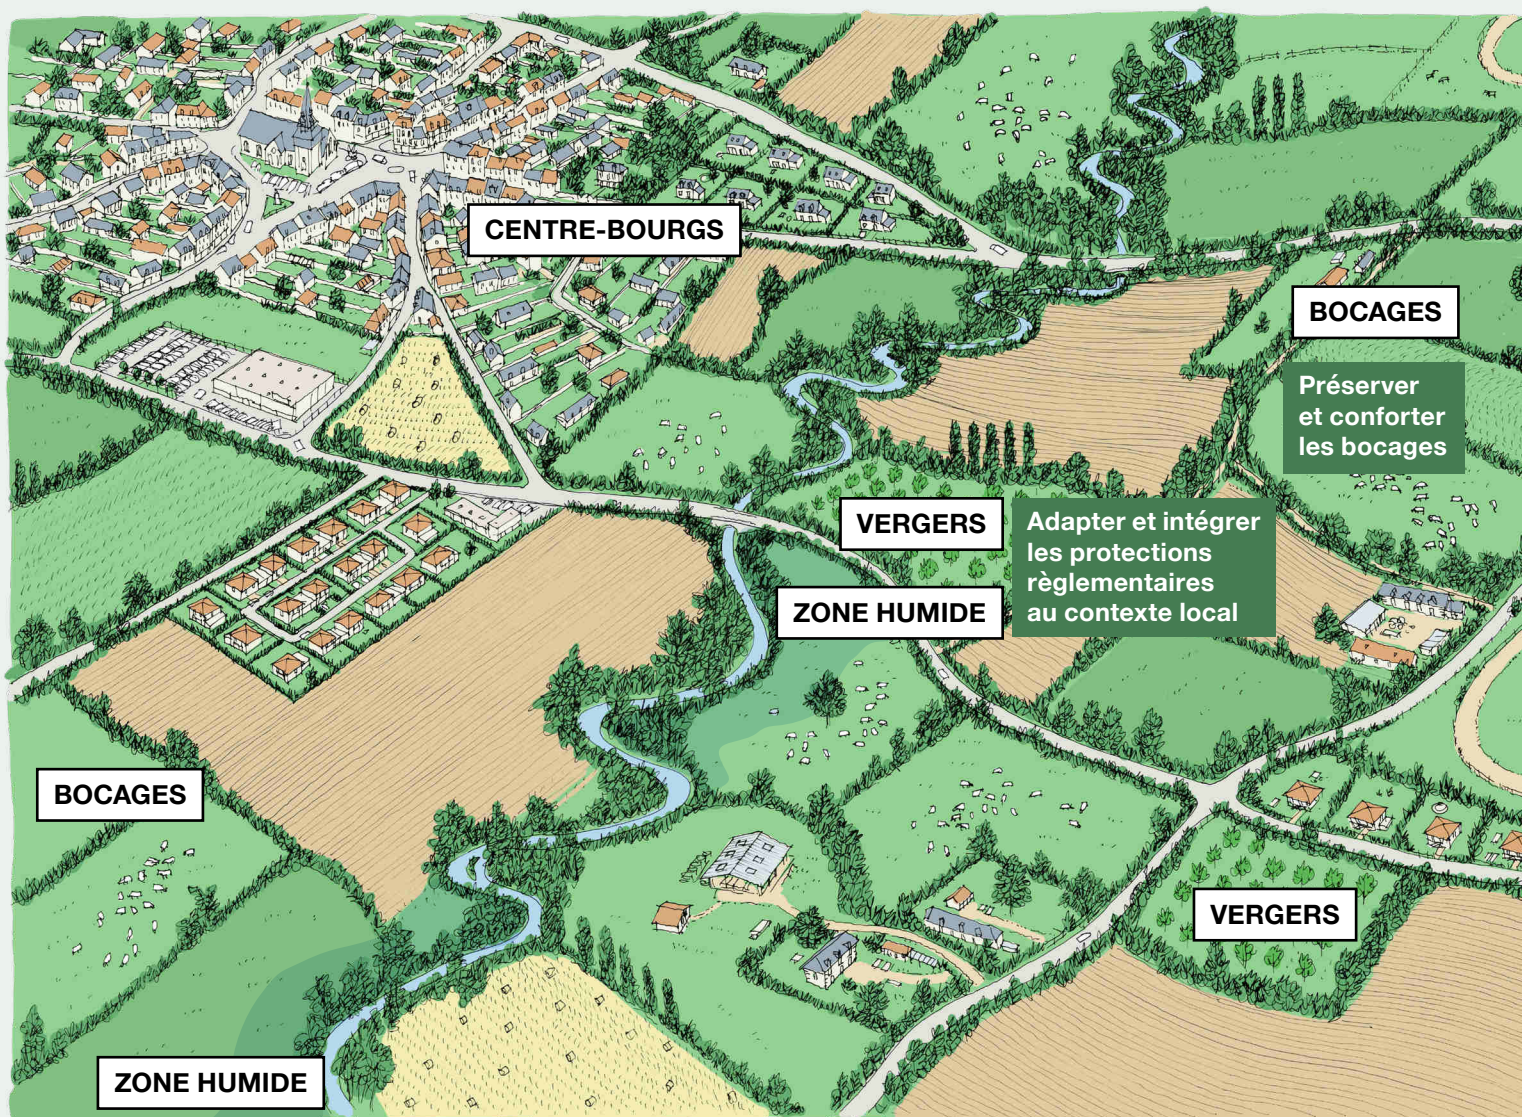 CENTRE-BOURGS
BOCAGES
Préserver
et conforter
les bocages
VERGERS
Adapter et intégrer
les protections
règlementaires
au contexte local
ZONE HUMIDE
BOCAGES
VERGERS
ZONE HUMIDE